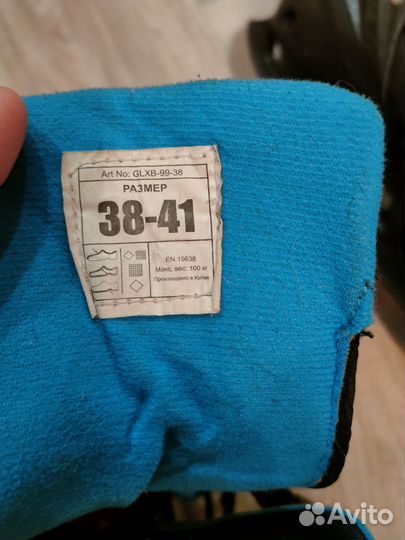 Art No: GLXB-99-38
РАЗМЕР
38-41
EN 15638
Макс. вес: 100 кг
Произведено в Китае
Avito